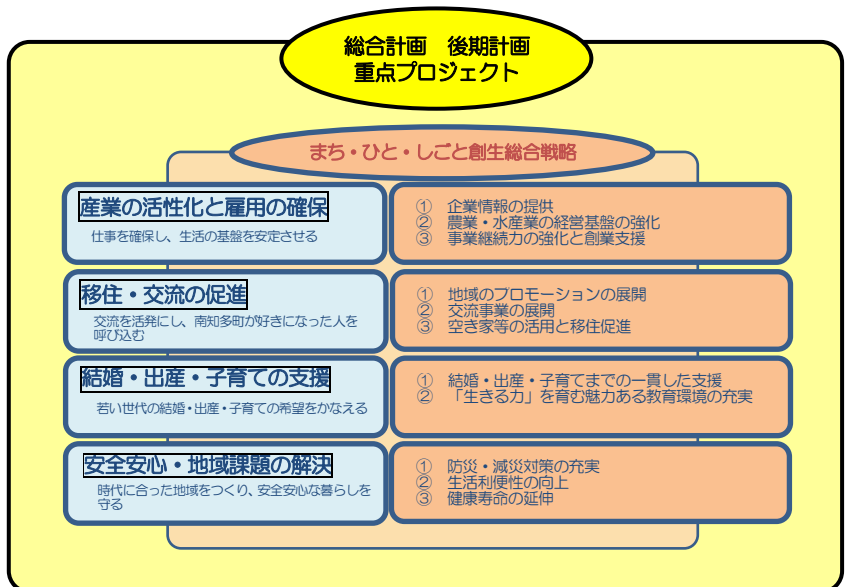 総合計画　後期計画
重点プロジェクト
まち・ひと・しごと創生総合戦略
産業の活性化と雇用の確保
仕事を確保し、生活の基盤を安定させる
①　企業情報の提供
②　農業・水産業の経営基盤の強化
③　事業継続力の強化と創業支援
移住・交流の促進
交流を活発にし、南知多町が好きになった人を
呼び込む
①　地域のプロモーションの展開
②　交流事業の展開
③　空き家等の活用と移住促進
結婚・出産・子育ての支援
若い世代の結婚・出産・子育ての希望をかなえる
①　結婚・出産・子育てまでの一貫した支援
②　「生きる力」を育む魅力ある教育環境の充実
安全安心・地域課題の解決
時代に合った地域をつくり、安全安心な暮らしを
守る
①　防災・減災対策の充実
②　生活利便性の向上
③　健康寿命の延伸